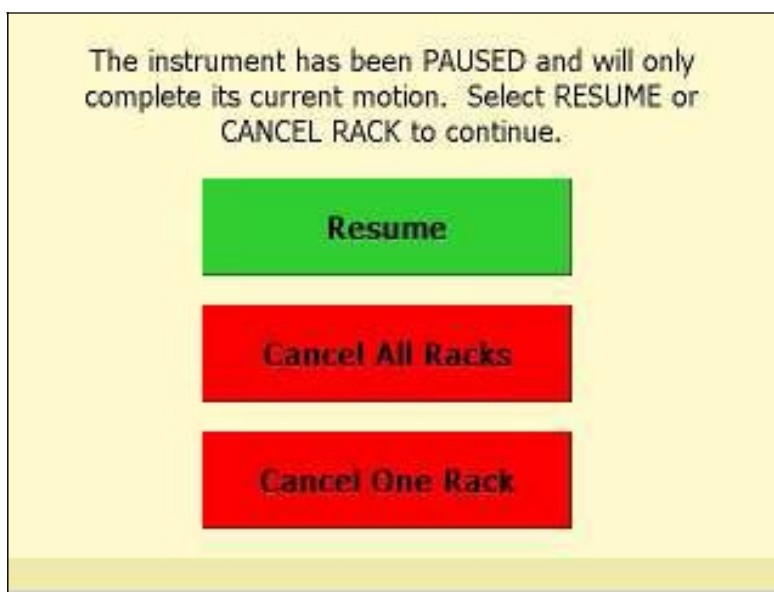 The instrument has been PAUSED and will only
complete its current motion. Select RESUME or
CANCEL RACK to continue.
Resume
Cancel All Racks
Cancel One Rack